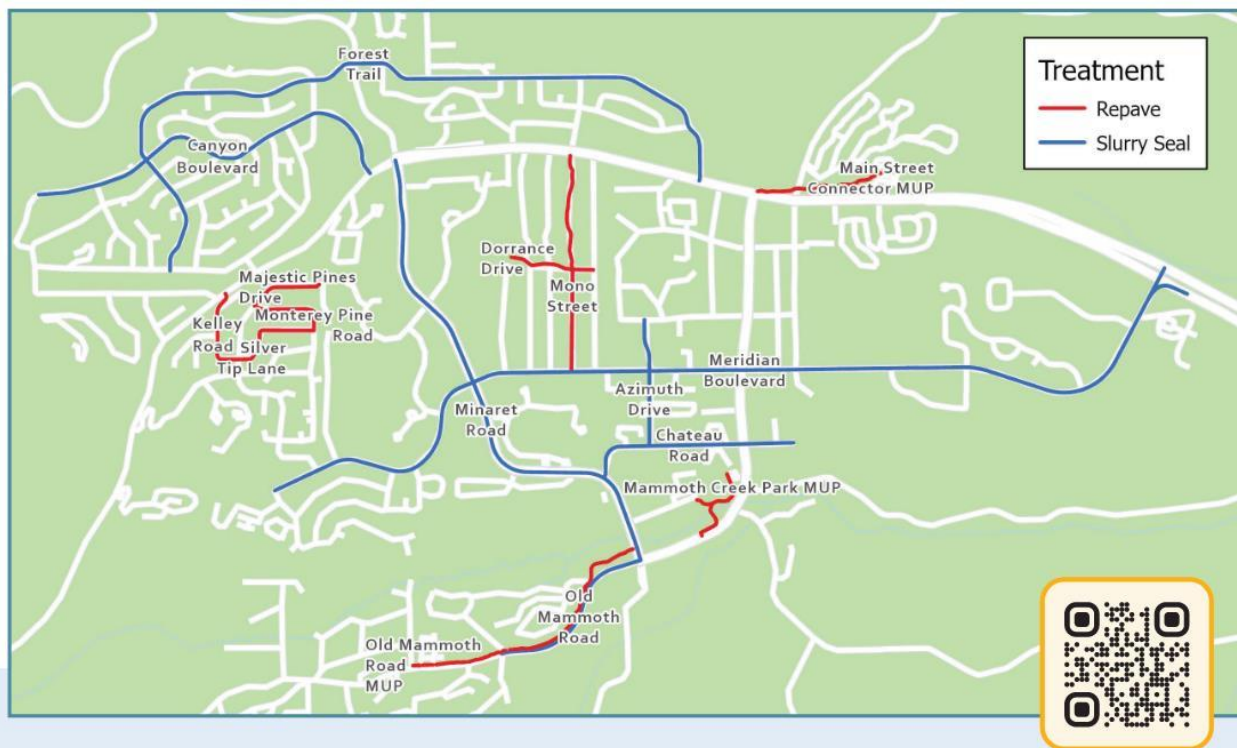 Forest
Trail
Treatment
Repave
Slurry Seal
Canyon
Boulevard
Main Street
Connector MUP
Dorrance
Drive
Mono
Street
Majestic Pines
Drive
Monterey Pine
Road
Kelley
Road
Silver
Tip Lane
Meridian
Boulevard
Azimuth
Drive
Minaret
Road
Chateau
Road
Mammoth Creek Park MUP
Old
Mammoth
Road
Old Mammoth
Road
MUP